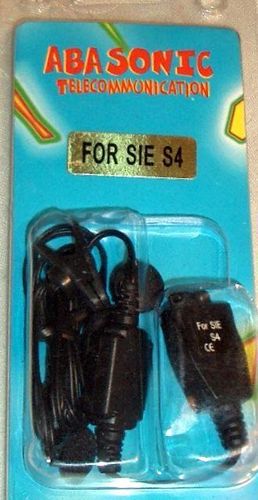 ABASONIC
TELECOMMUNICATION
FOR SIE S4
For SIE
S4
CE